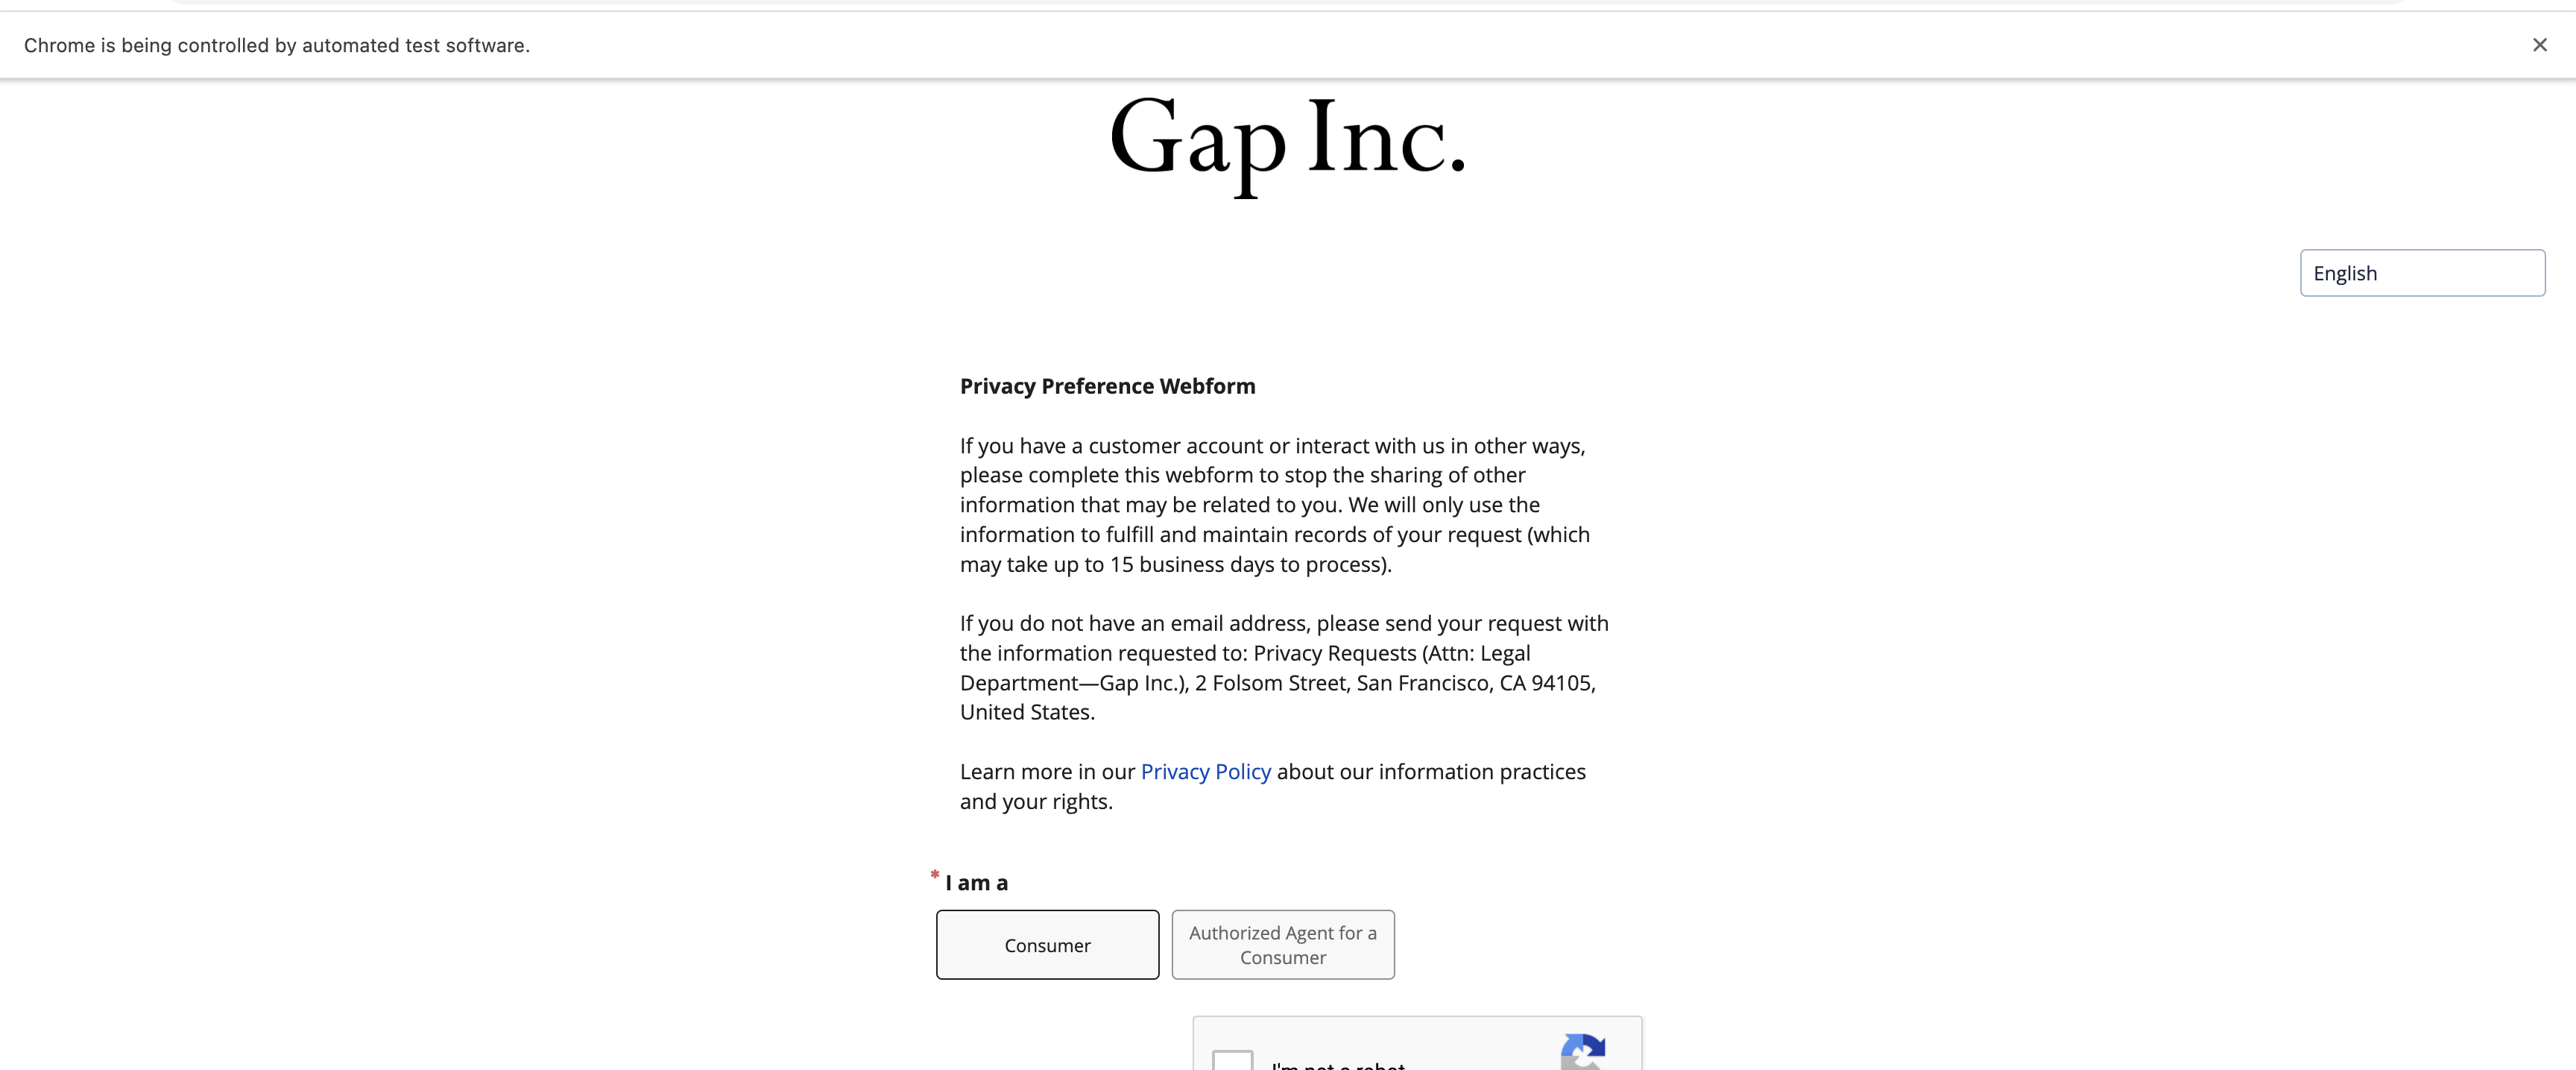 Chrome is being controlled by automated test software.
Gap Inc.
English
Privacy Preference Webform
If you have a customer account or interact with us in other ways,
please complete this webform to stop the sharing of other
information that may be related to you. We will only use the
information to fulfill and maintain records of your request (which
may take up to 15 business days to process).
If you do not have an email address, please send your request with
the information requested to: Privacy Requests (Attn: Legal
Department—Gap Inc.), 2 Folsom Street, San Francisco, CA 94105,
United States.
Learn more in our Privacy Policy about our information practices
and your rights.
* I am a
Consumer
Authorized Agent for a
Consumer
I'm not a robot